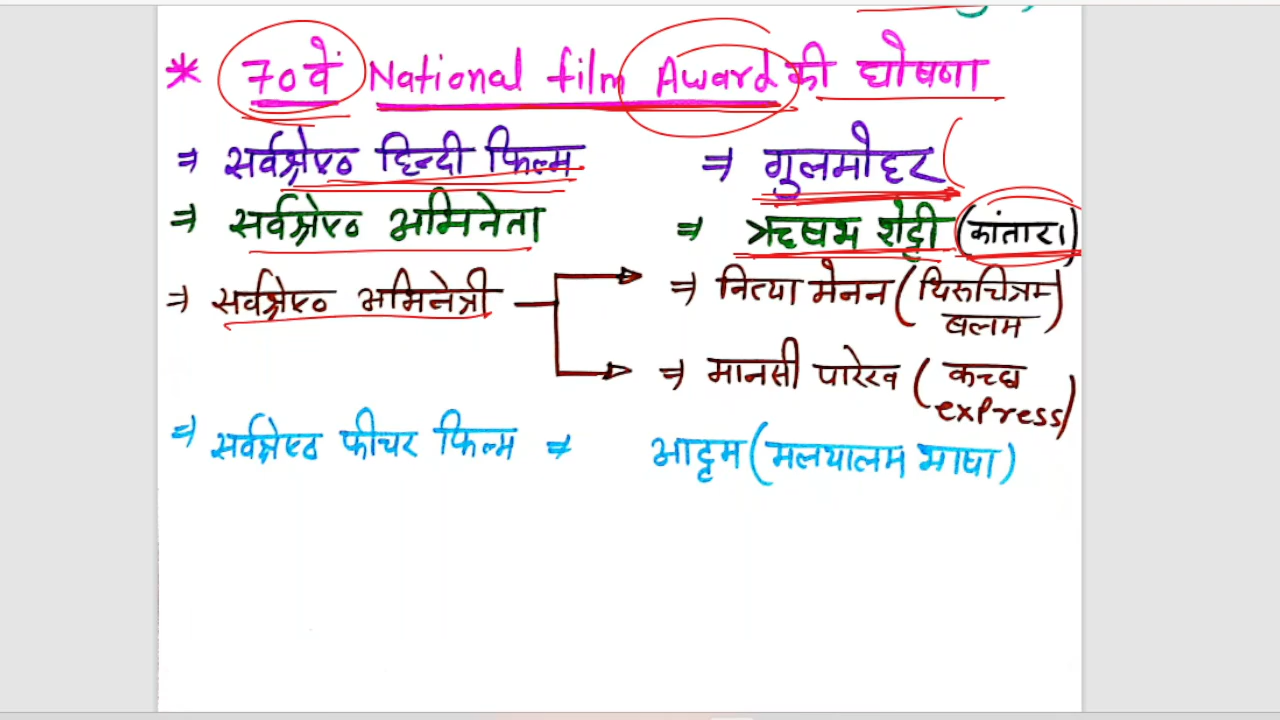 * 70वें National film Award की घोषणा
⇒ सर्वश्रेष्ठ हिन्दी फिल्म ⇒ गुलमोहर
⇒ सर्वश्रेष्ठ अभिनेता ⇒ ऋषभ शेट्टी (कांतारा)
⇒ सर्वश्रेष्ठ अभिनेत्री ⇒ नित्या मेनन (थिरुचित्रम
बलम)
⇒ मानसी पारेख (कच्छ
express)
⇒ सर्वश्रेष्ठ फीचर फिल्म ⇒ आट्टम (मलयालम भाषा)